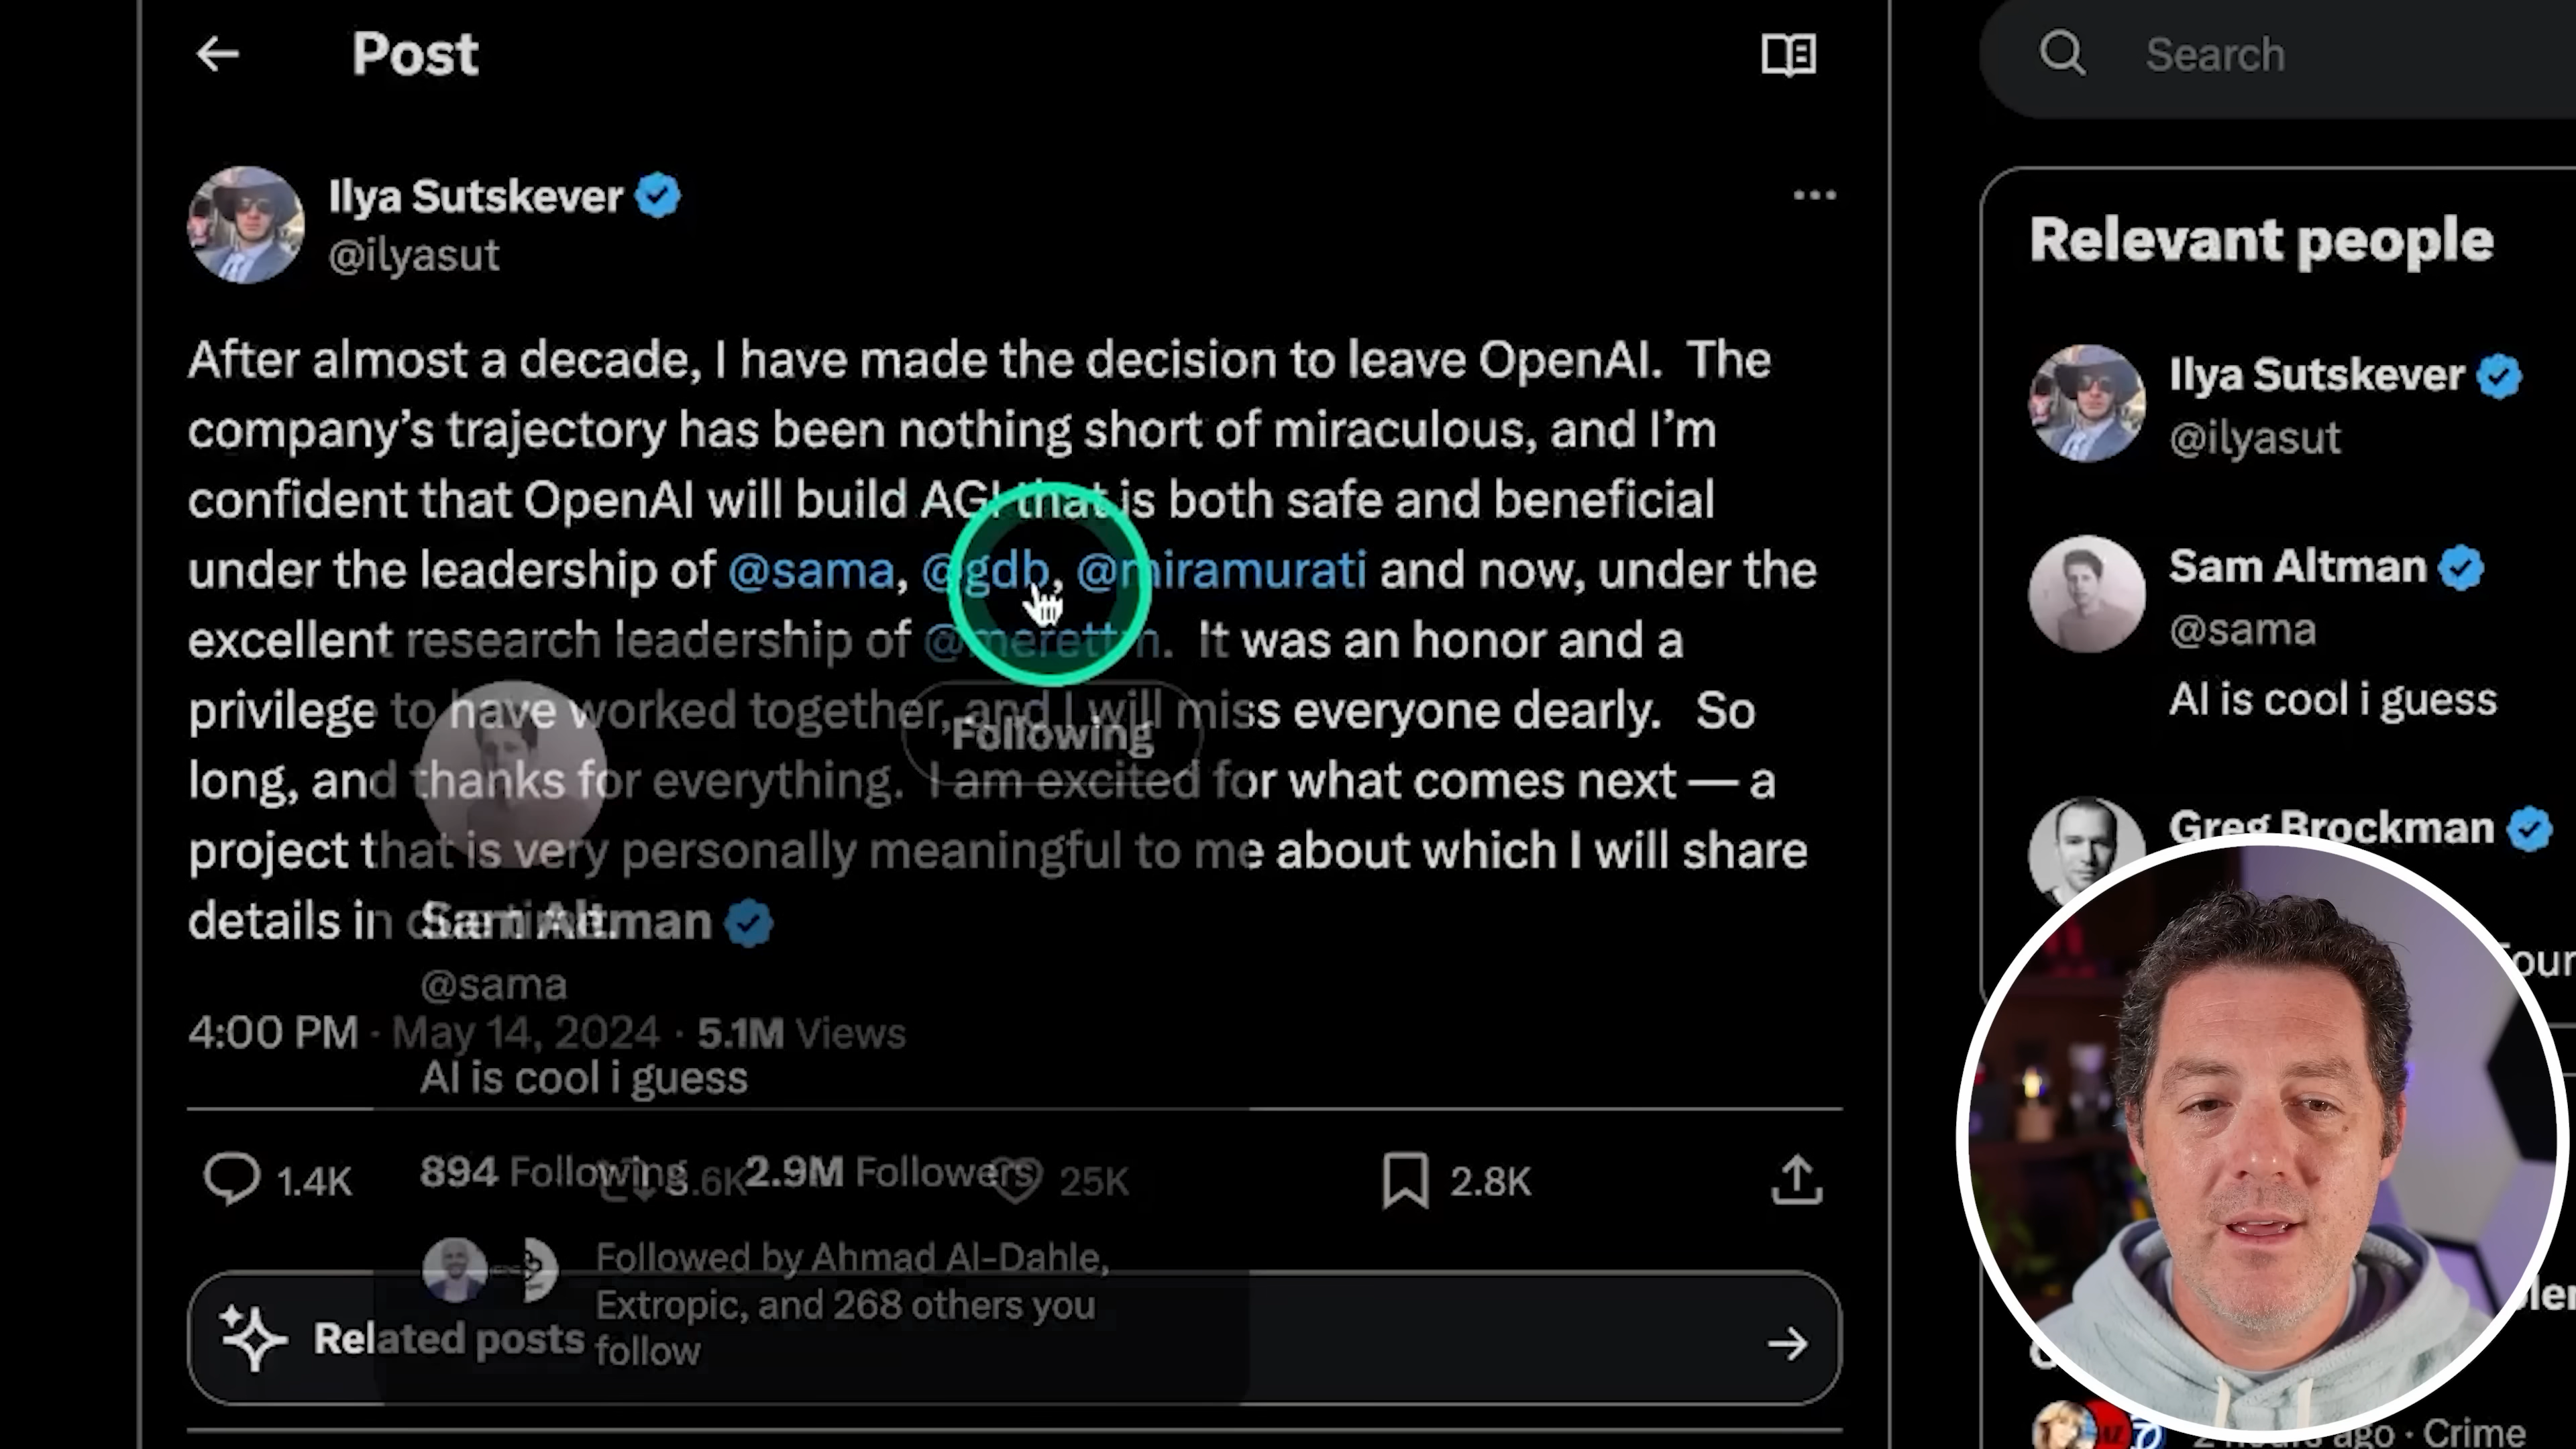 Post
Search
Ilya Sutskever
@ilyasut
After almost a decade, I have made the decision to leave OpenAI.  The
company’s trajectory has been nothing short of miraculous, and I’m
confident that OpenAI will build AGI that is both safe and beneficial
under the leadership of @sama, @gdb, @miramurati and now, under the
excellent research leadership of @merettm.  It was an honor and a
privilege to have worked together, and I will miss everyone dearly.   So
long, and thanks for everything.  I am excited for what comes next — a
project that is very personally meaningful to me about which I will share
details in due time.
4:00 PM · May 14, 2024 · 5.1M Views
1.4K
25K
2.8K
Related posts
Following
Sam Altman
@sama
AI is cool i guess
894 Following
2.9M Followers
Followed by Ahmad Al-Dahle,
Extropic, and 268 others you
follow
Relevant people
Ilya Sutskever
@ilyasut
Sam Altman
@sama
AI is cool i guess
Greg Brockman
ago · Crime